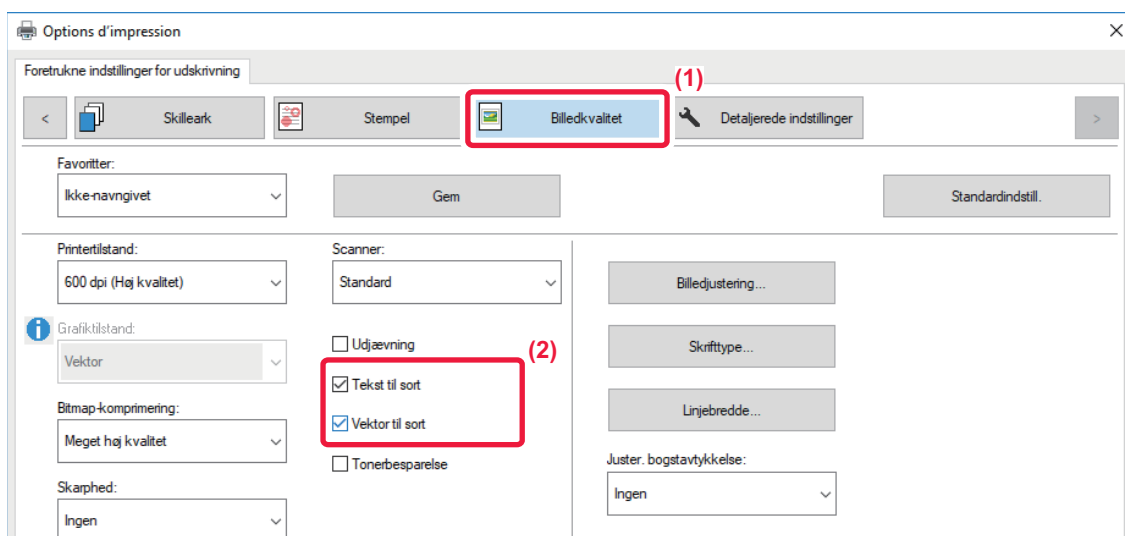 Options d'impression
Foretrukne indstillinger for udskrivning
(1)
< Skilleark Stempel Billedkvalitet Detaljerede indstillinger >
Favoritter:
Ikke-navngivet Gem Standardindstill.
Printertilstand: Scanner:
600 dpi (Høj kvalitet) Standard Billedjustering...
Grafiktilstand:
Vektor
Udjævning
(2)
Skrifttype...
Tekst til sort
Bitmap-komprimering:
Vektor til sort
Linjebredde...
Meget høj kvalitet
Tonerbesparelse
Juster. bogstavtykkelse:
Skarphed:
Ingen
Ingen